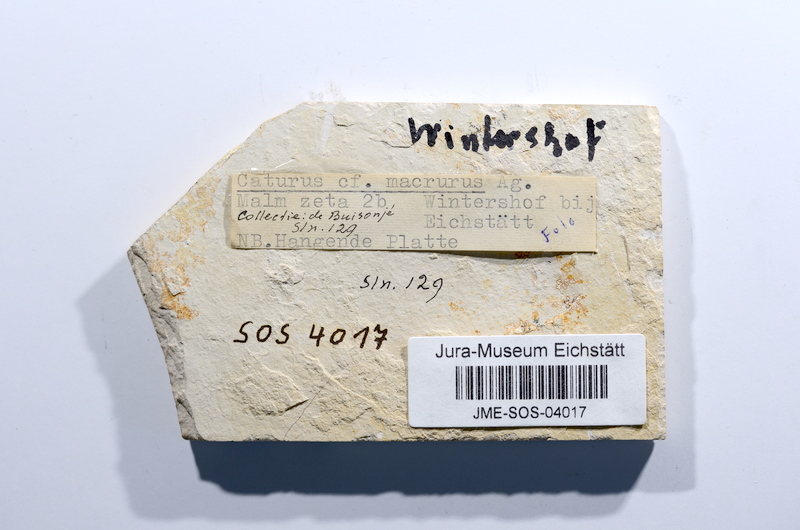 Wintershof
Caturus cf. macrurus Ag.
Malm zeta 2b, Wintershof bij
Collectie: de Buisonjé Eichstätt
Sln. 129 Foto
NB. Hangende Platte
Sln. 129
SOS 4017
Jura-Museum Eichstätt
JME-SOS-04017